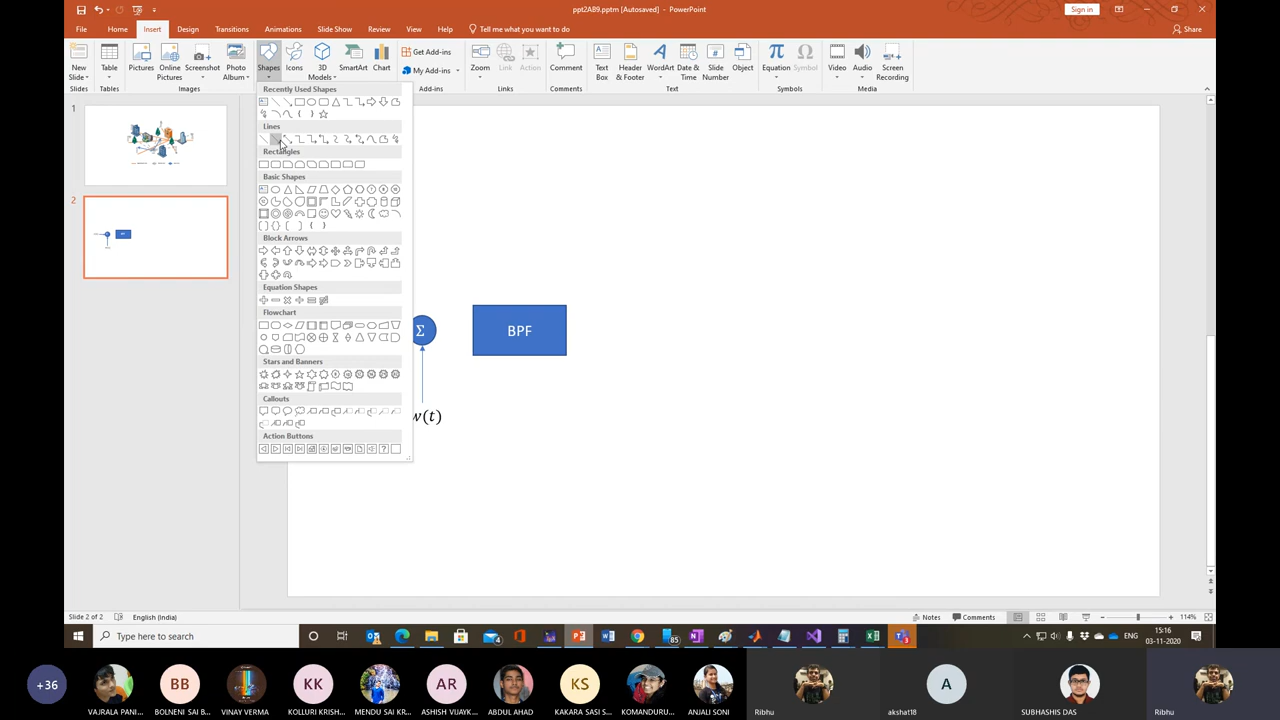 ppt2AB9.pptm [Autosaved] - PowerPoint
Sign in
File Home Insert Design Transitions Animations Slide Show Review View Help Tell me what you want to do
Share
New Slide
Table
Pictures
Online Pictures
Screenshot
Photo Album
Shapes
Icons
3D Models
SmartArt
Chart
Get Add-ins
My Add-ins
Zoom
Link
Action
Comment
Text Box
Header & Footer
WordArt
Date & Time
Slide Number
Object
Equation
Symbol
Video
Audio
Screen Recording
Slides Tables Images Add-ins Links Comments Text Symbols Media
Recently Used Shapes
Lines
Rectangles
Basic Shapes
Block Arrows
Equation Shapes
Flowchart
Stars and Banners
Callouts
Action Buttons
1
2
Σ
BPF
w(t)
Slide 2 of 2 English (India)
Notes Comments 114%
Type here to search
4
85
3
ENG
15:16
03-11-2020
+36
BB
KK
AR
KS
A
VAJRALA PANI...
BOLNENI SAI B...
VINAY VERMA
KOLLURI KRISH...
MENDU SAI KR...
ASHISH VIJAYK...
ABDUL AHAD
KAKARA SASI S...
KOMANDURU...
ANJALI SONI
Ribhu
akshat18
SUBHASHIS DAS
Ribhu